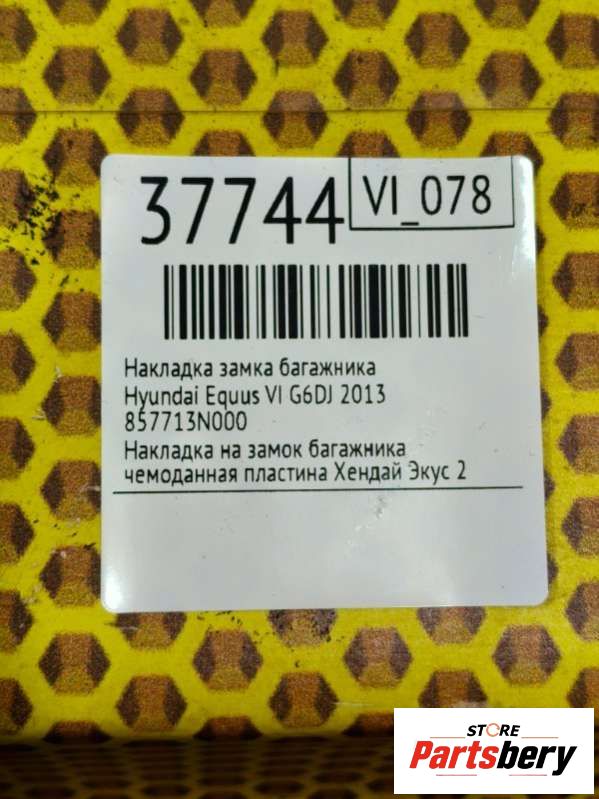 37744
VI_078
Накладка замка багажника
Hyundai Equus VI G6DJ 2013
857713N000
Накладка на замок багажника
чемоданная пластина Хендай Экус 2
STORE
Partsbery